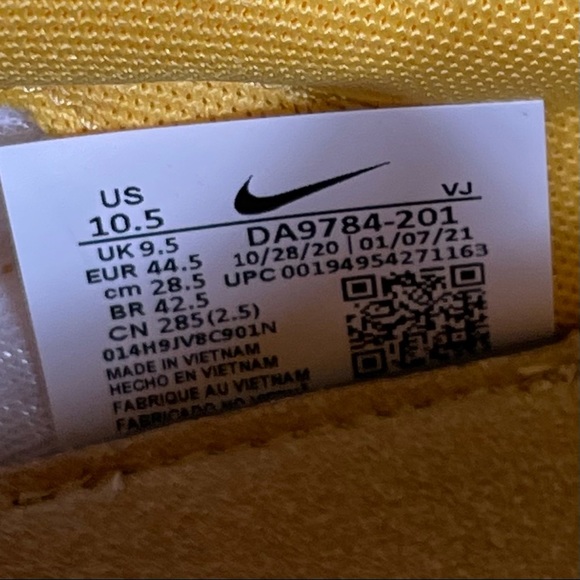 US
10.5
VJ
UK 9.5
DA9784-201
EUR 44.5
10/28/20 | 01/07/21
cm 28.5
UPC 00194954271163
BR 42.5
CN 285(2.5)
014H9JV8C901N
MADE IN VIETNAM
HECHO EN VIETNAM
FABRIQUE AU VIETNAM
FABRICADO NO